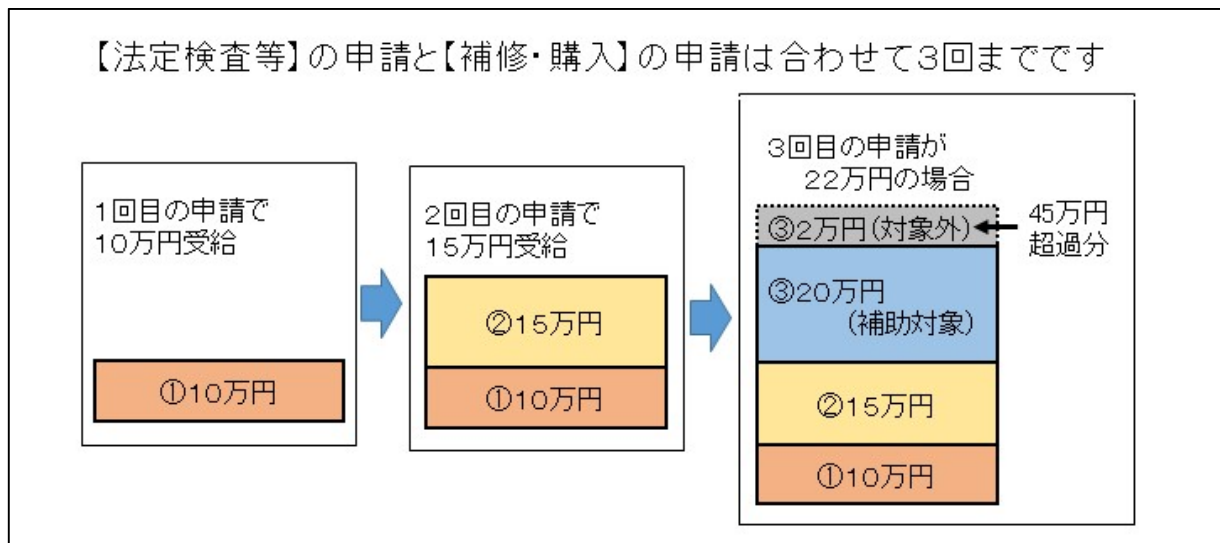 【法定検査等】の申請と【補修・購入】の申請は合わせて３回までです
１回目の申請で
１０万円受給
①１０万円
２回目の申請で
１５万円受給
②１５万円
①１０万円
３回目の申請が
２２万円の場合
③２万円（対象外）
４５万円
超過分
③２０万円
（補助対象）
②１５万円
①１０万円